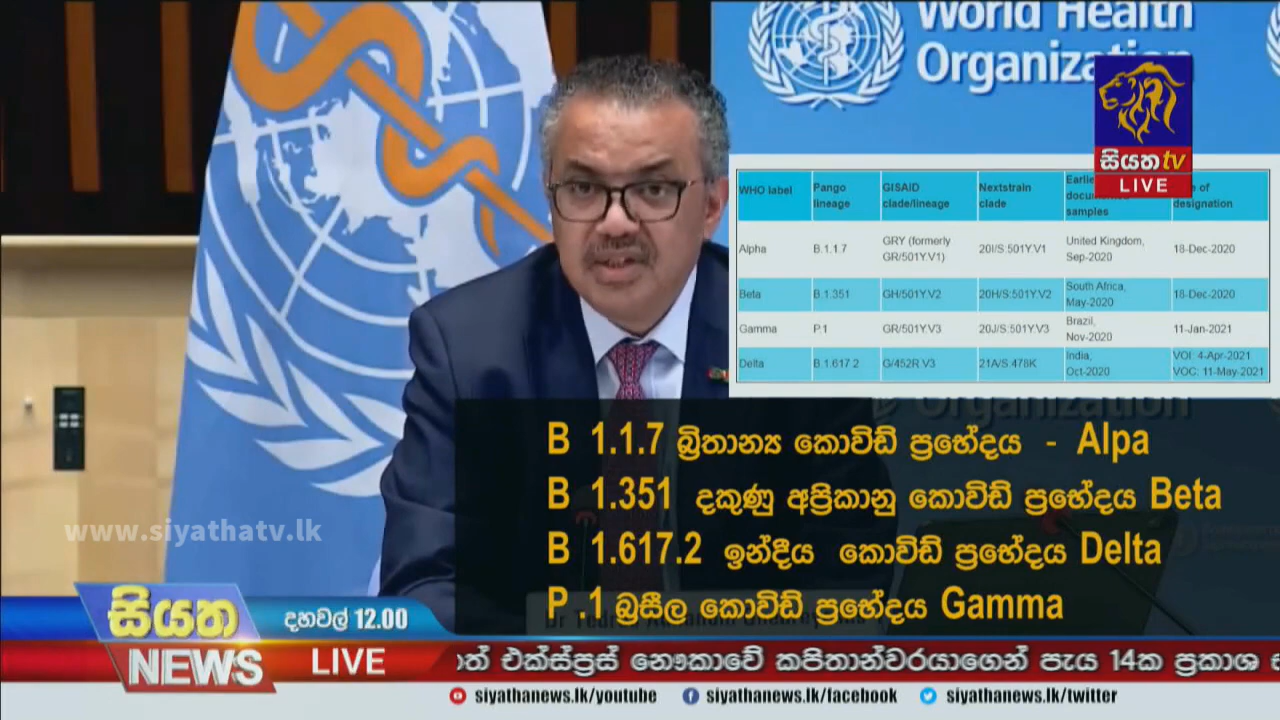 World Health
Organization
සියත tv
LIVE
WHO label
Pango lineage
GISAID clade/lineage
Nextstrain clade
samples
designation
Alpha B.1.1.7 GRY (formerly GR/501Y.V1) 20I/S:501Y.V1 United Kingdom, Sep-2020 18-Dec-2020
Beta B.1.351 GH/501Y.V2 20H/S:501Y.V2 South Africa, May-2020 18-Dec-2020
Gamma P.1 GR/501Y.V3 20J/S:501Y.V3 Brazil, Nov-2020 11-Jan-2021
Delta B.1.617.2 G/452R.V3 21A/S:478K India, Oct-2020 VOI: 4-Apr-2021 VOC: 11-May-2021
Organization
B 1.1.7 බ්‍රිතාන්‍ය කොවිඩ් ප්‍රභේදය - Alpa
B 1.351 දකුණු අප්‍රිකානු කොවිඩ් ප්‍රභේදය Beta
B 1.617.2 ඉන්දීය කොවිඩ් ප්‍රභේදය Delta
P .1 බ්‍රසීල කොවිඩ් ප්‍රභේදය Gamma
www.siyathatv.lk
සියත
NEWS
දහවල් 12.00
LIVE
එක්ස්ප්‍රස් නෞකාවේ කපිතාන්වරයාගෙන් පැය 14ක ප්‍රකාශ
siyathanews.lk/youtube siyathanews.lk/facebook siyathanews.lk/twitter